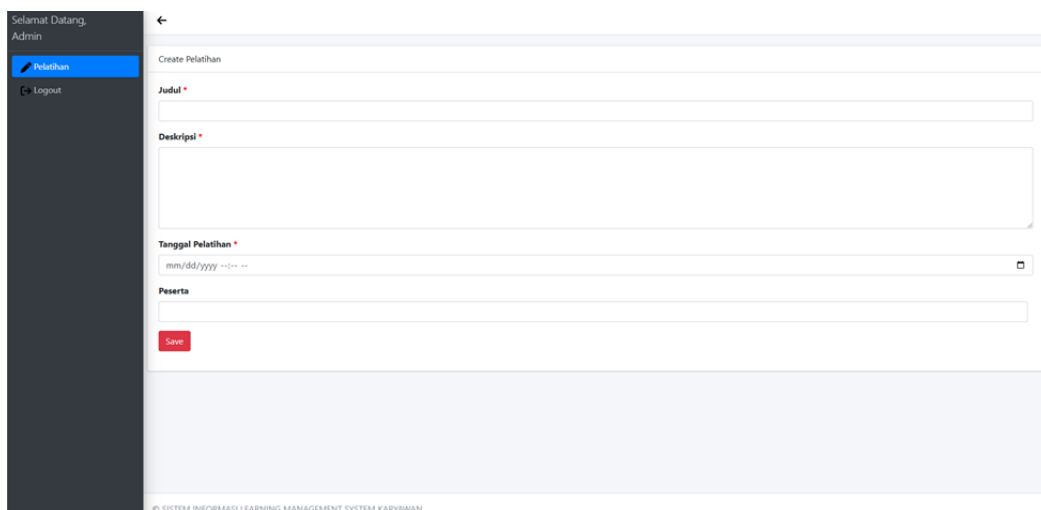 Selamat Datang,
Admin
Pelatihan
Logout
Create Pelatihan
Judul *
Deskripsi *
Tanggal Pelatihan *
mm/dd/yyyy --:-- --
Peserta
Save
© SISTEM INFORMASI LEARNING MANAGEMENT SYSTEM KARYAWAN